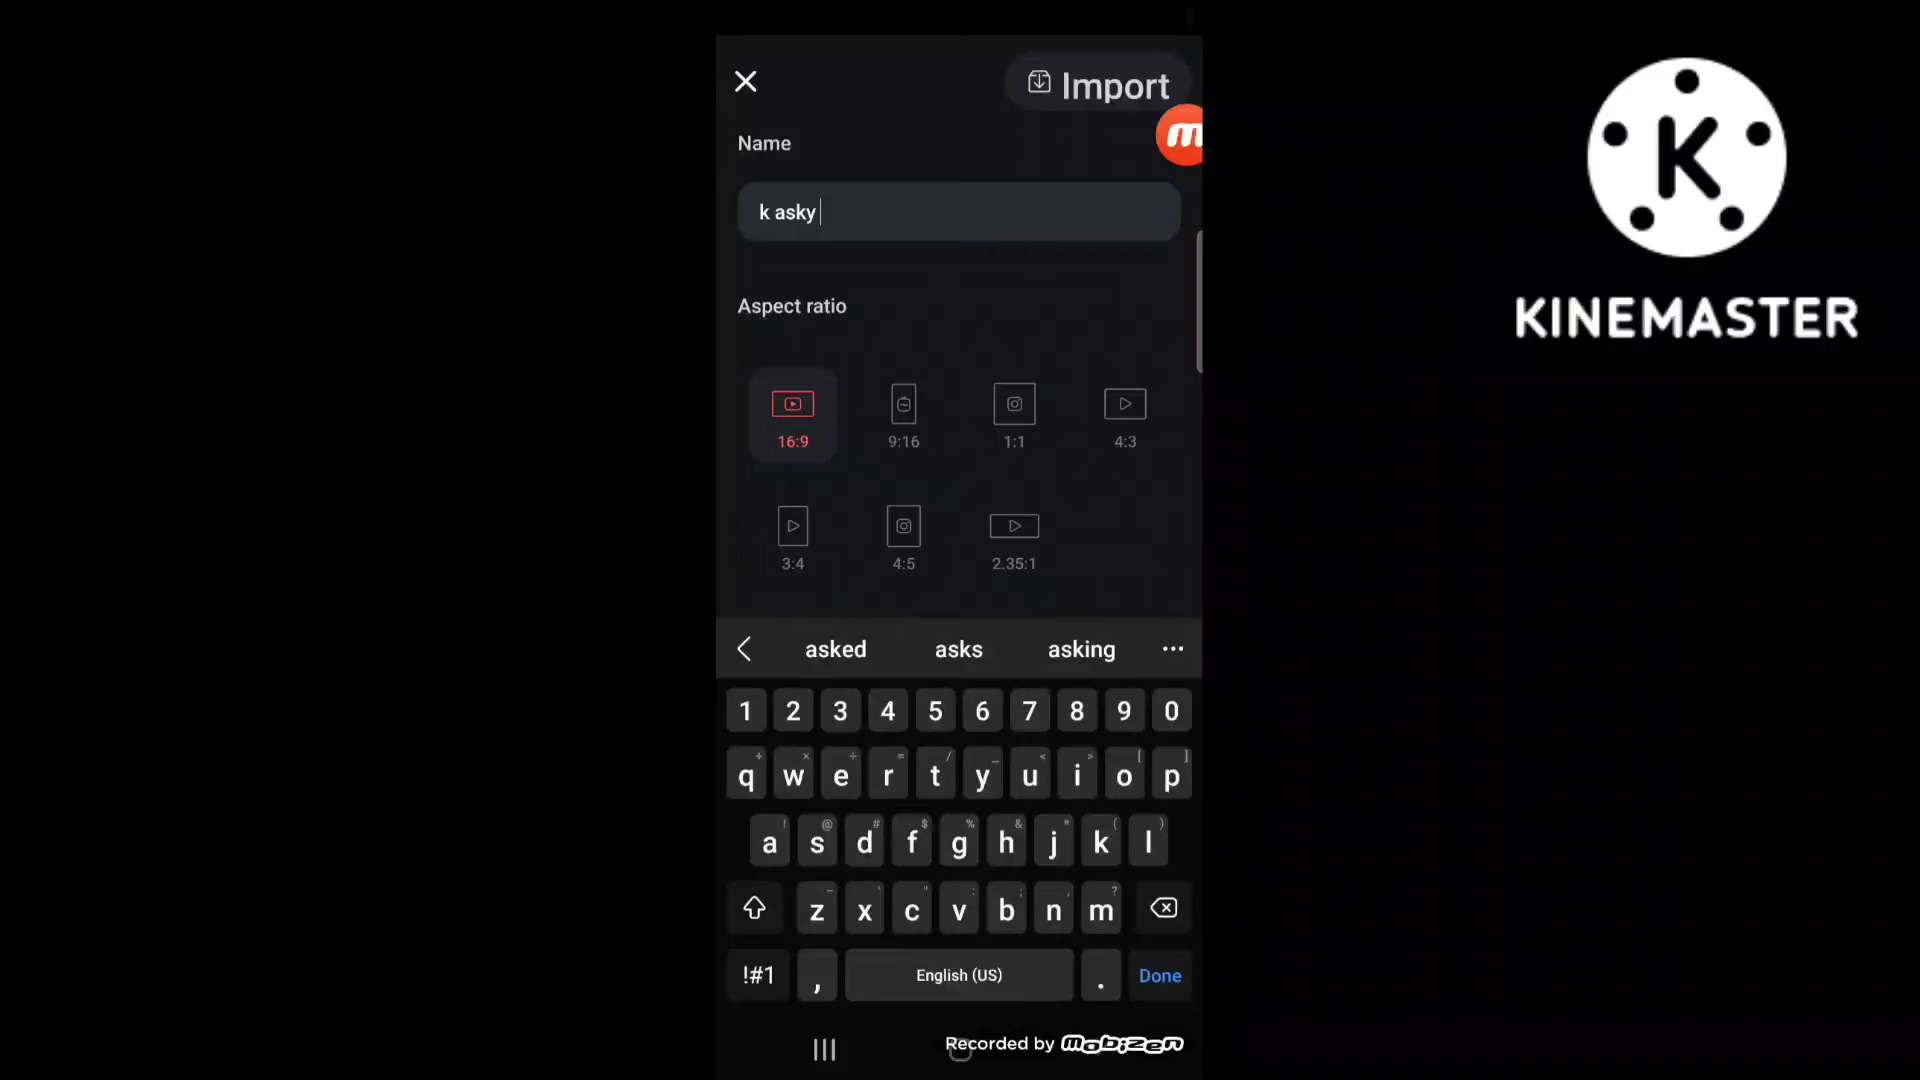 Import
Name
k asky
Aspect ratio
16:9 9:16 1:1 4:3
3:4 4:5 2.35:1
asked asks asking ...
1 2 3 4 5 6 7 8 9 0
q w e r t y u i o p
a s d f g h j k l
z x c v b n m
!#1 , English (US) . Done
Recorded by Mobizen
m
K
KINEMASTER